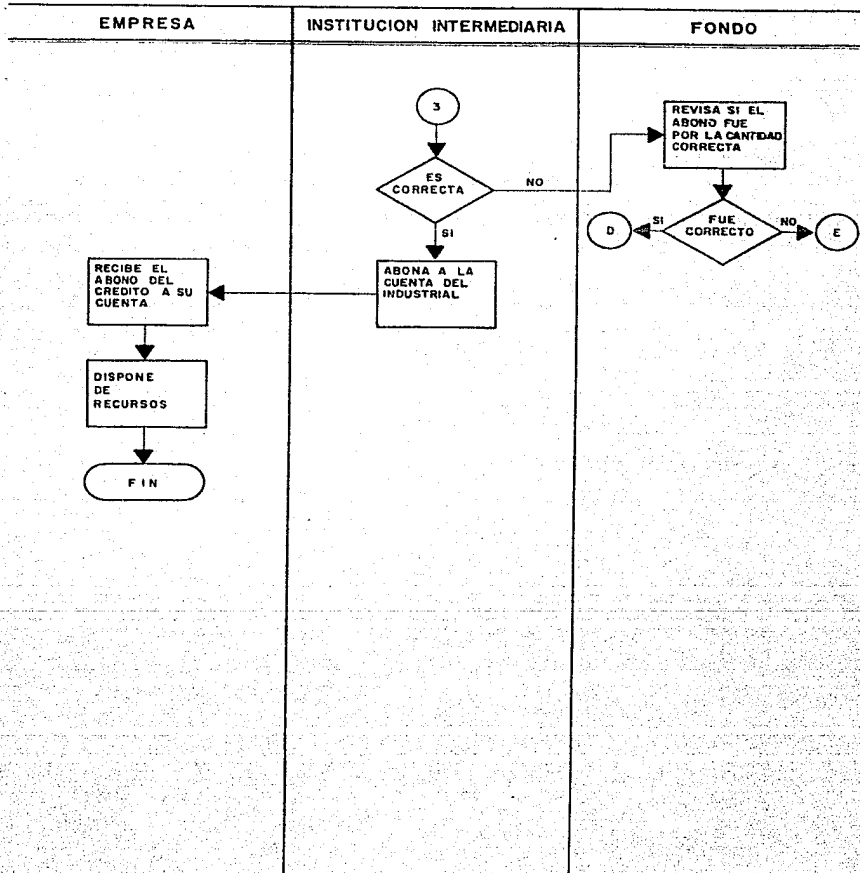 EMPRESA
INSTITUCION INTERMEDIARIA
FONDO
3
REVISA SI EL
ABONO FUE
POR LA CANTIDAD
CORRECTA
ES
CORRECTA
NO
SI
FUE
CORRECTO
SI
NO
D
E
ABONA A LA
CUENTA DEL
INDUSTRIAL
RECIBE EL
ABONO DEL
CREDITO A SU
CUENTA
DISPONE
DE
RECURSOS
FIN